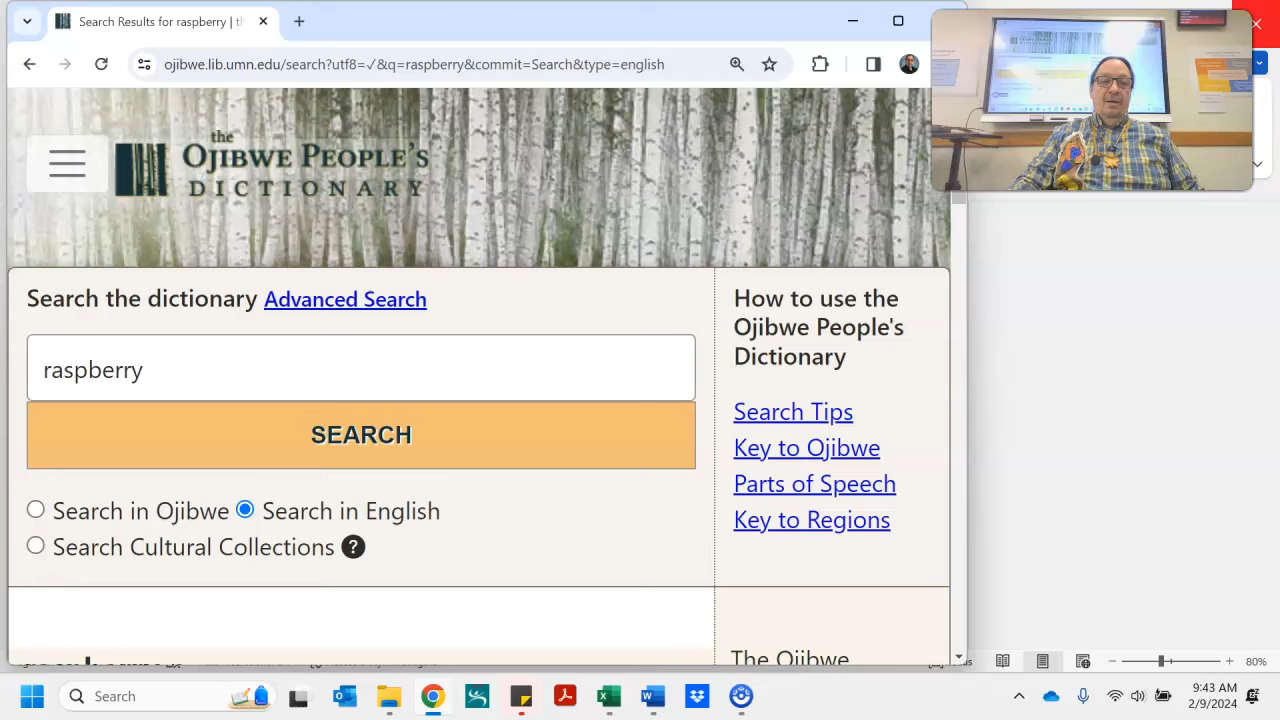 Search Results for raspberry | t
ojibwe.lib.umn.edu/search?utf8=✓&q=raspberry&commit=Search&type=english
the
OJIBWE PEOPLE'S
DICTIONARY
Search the dictionary Advanced Search
raspberry
SEARCH
Search in Ojibwe Search in English
Search Cultural Collections ?
How to use the
Ojibwe People's
Dictionary
Search Tips
Key to Ojibwe
Parts of Speech
Key to Regions
The Ojibwe
80%
Search
9:43 AM
2/9/2024